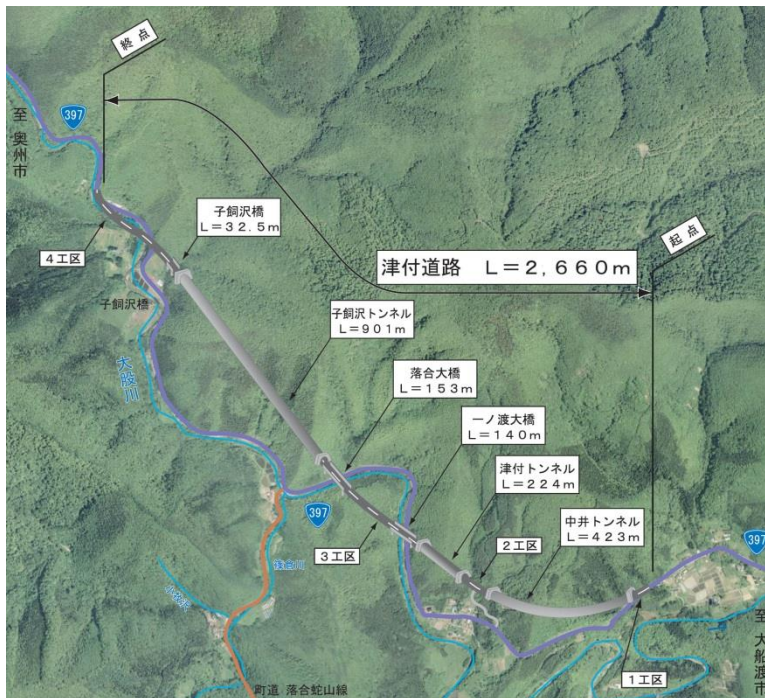 終点
397
至 奥州市
子飼沢橋
L=32.5m
起点
4工区
津付道路 L=2,660m
子飼沢橋
子飼沢トンネル
L=901m
大股川
落合大橋
L=153m
一ノ渡大橋
L=140m
津付トンネル
L=224m
397
3工区
2工区
中井トンネル
L=423m
397
至 大船渡市
1工区
町道 落合蛇山線